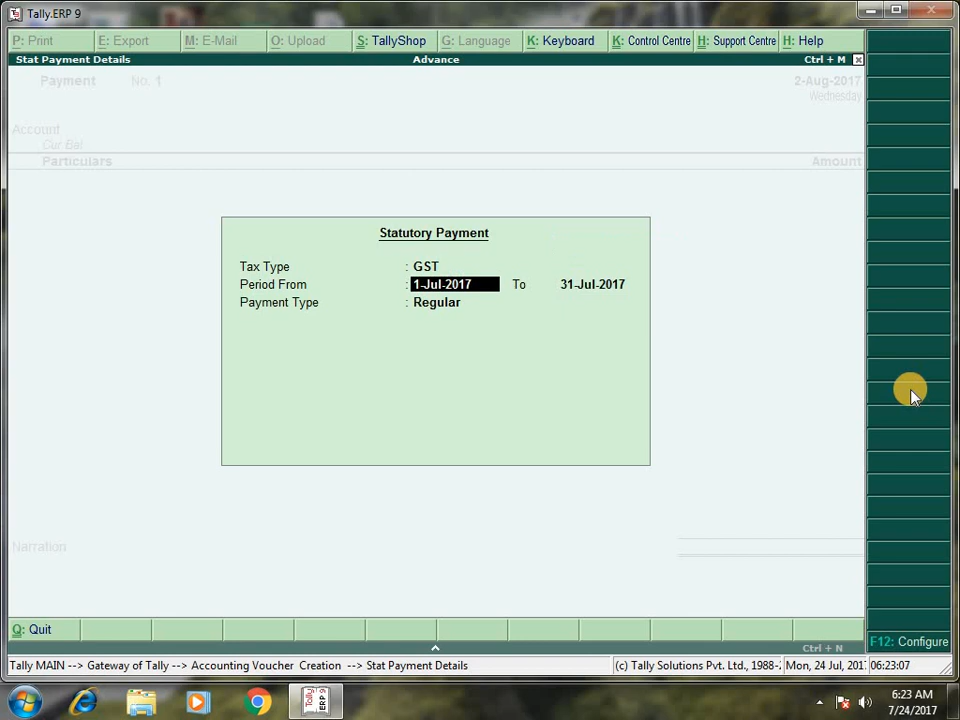 Tally.ERP 9
P: Print E: Export M: E-Mail O: Upload S: TallyShop G: Language K: Keyboard K: Control Centre H: Support Centre H: Help
Stat Payment Details Advance Ctrl + M
Payment No. 1 2-Aug-2017
Wednesday
Account
Cur Bal
Particulars Amount
Statutory Payment
Tax Type : GST
Period From : 1-Jul-2017 To 31-Jul-2017
Payment Type : Regular
Narration
Q: Quit F12: Configure
Ctrl + N
Tally MAIN --> Gateway of Tally --> Accounting Voucher Creation --> Stat Payment Details (c) Tally Solutions Pvt. Ltd., 1988- Mon, 24 Jul, 201 06:23:07
Tally ERP 9
6:23 AM
7/24/2017